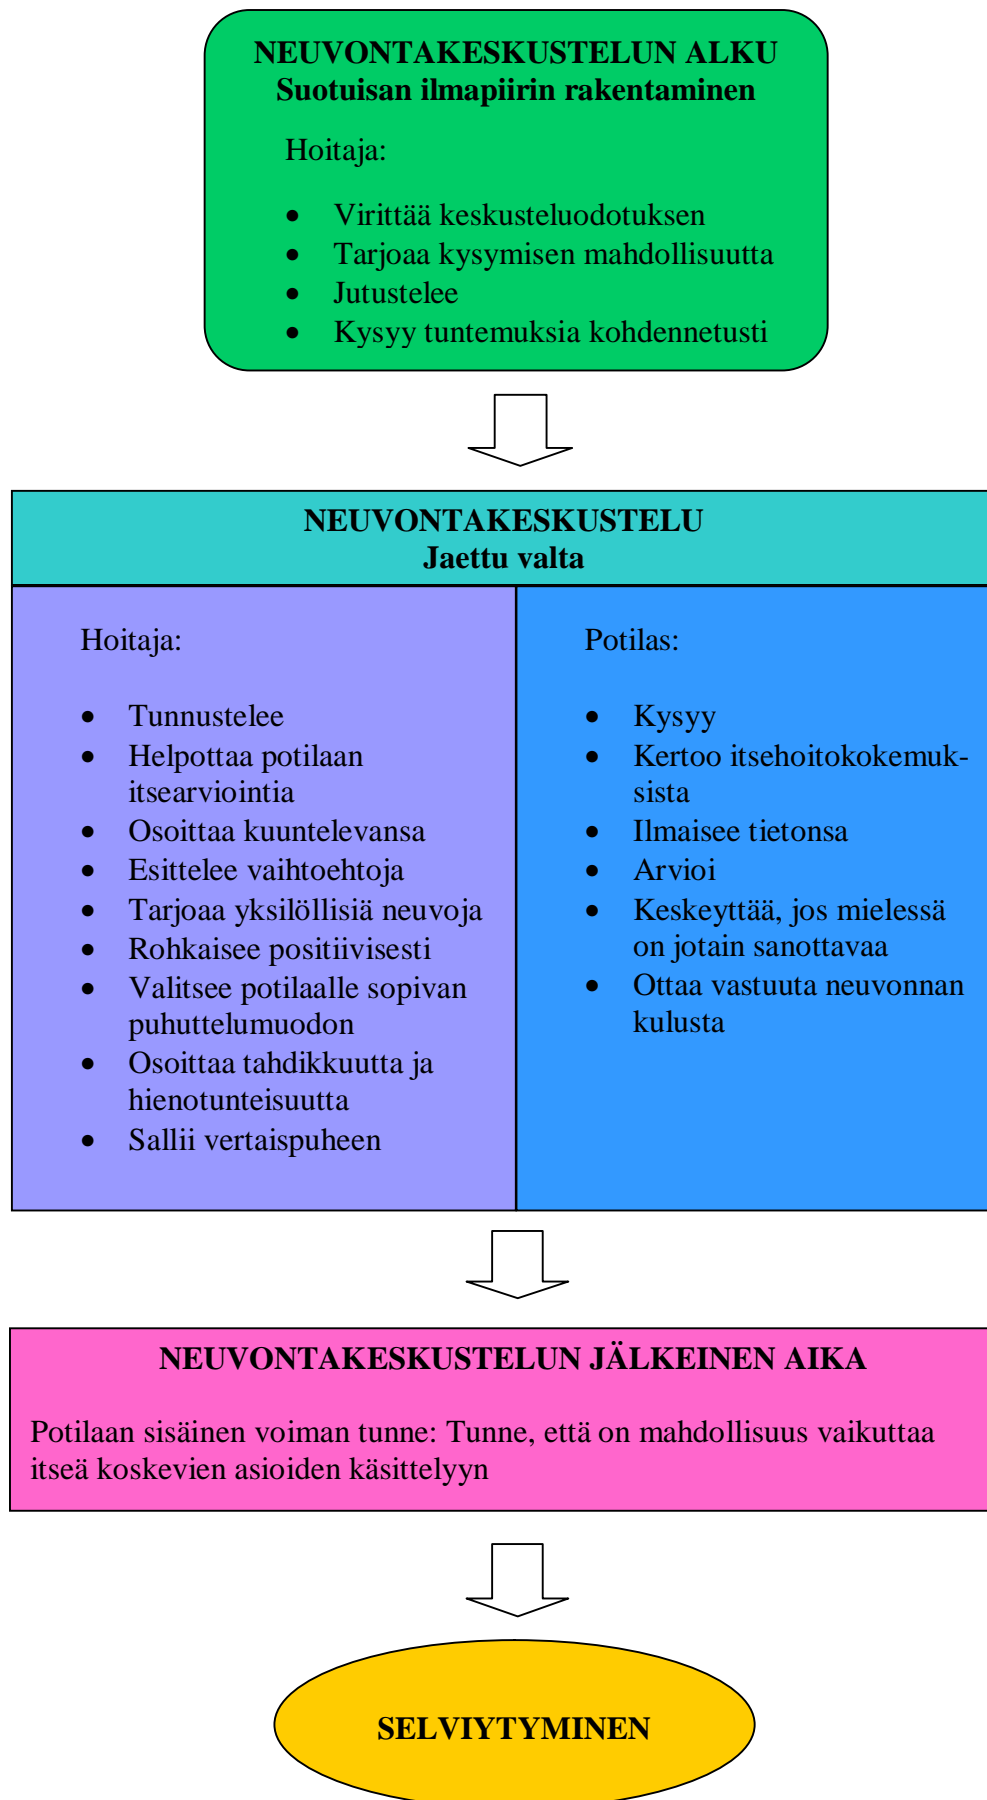 NEUVONTAKESKUSTELUN ALKU
Suotuisan ilmapiirin rakentaminen
Hoitaja:
• Virittää keskusteluodotuksen
• Tarjoaa kysymisen mahdollisuutta
• Jutustelee
• Kysyy tuntemuksia kohdennetusti
NEUVONTAKESKUSTELU
Jaettu valta
Hoitaja:
• Tunnustelee
• Helpottaa potilaan
itsearviointia
• Osoittaa kuuntelevansa
• Esittelee vaihtoehtoja
• Tarjoaa yksilöllisiä neuvoja
• Rohkaisee positiivisesti
• Valitsee potilaalle sopivan
puhuttelumuodon
• Osoittaa tahdikkuutta ja
hienotunteisuutta
• Sallii vertaispuheen
Potilas:
• Kysyy
• Kertoo itsehoitokokemuk-
sista
• Ilmaisee tietonsa
• Arvioi
• Keskeyttää, jos mielessä
on jotain sanottavaa
• Ottaa vastuuta neuvonnan
kulusta
NEUVONTAKESKUSTELUN JÄLKEINEN AIKA
Potilaan sisäinen voiman tunne: Tunne, että on mahdollisuus vaikuttaa
itseä koskevien asioiden käsittelyyn
SELVIYTYMINEN